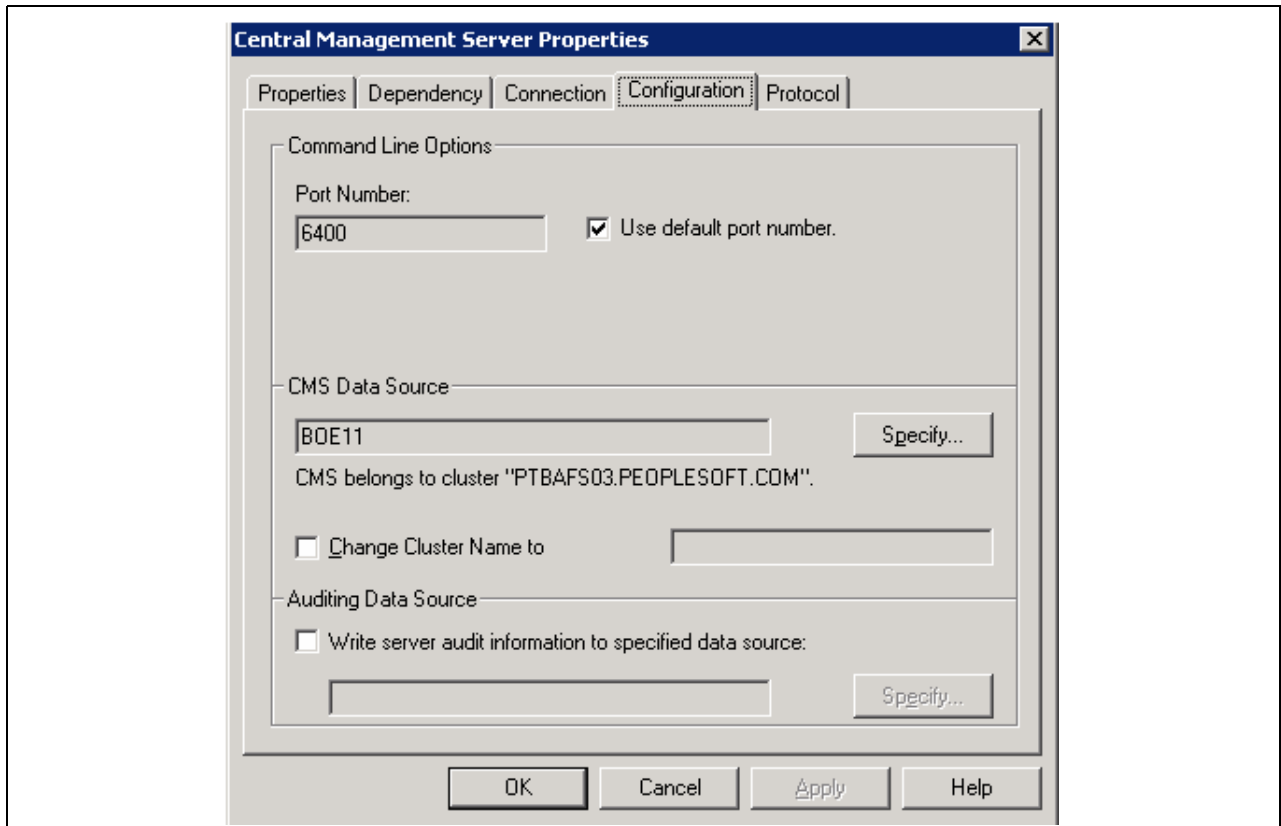 Central Management Server Properties
Properties Dependency Connection Configuration Protocol
Command Line Options
Port Number:
6400 Use default port number.
CMS Data Source
BOE11 Specify...
CMS belongs to cluster "PTBAFS03.PEOPLESOFT.COM".
Change Cluster Name to
Auditing Data Source
Write server audit information to specified data source:
Specify...
OK Cancel Apply Help